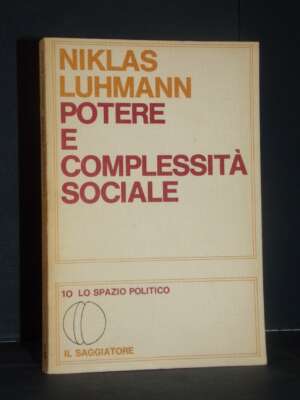 NIKLAS
LUHMANN
POTERE
E
COMPLESSITÀ
SOCIALE
10 LO SPAZIO POLITICO
IL SAGGIATORE